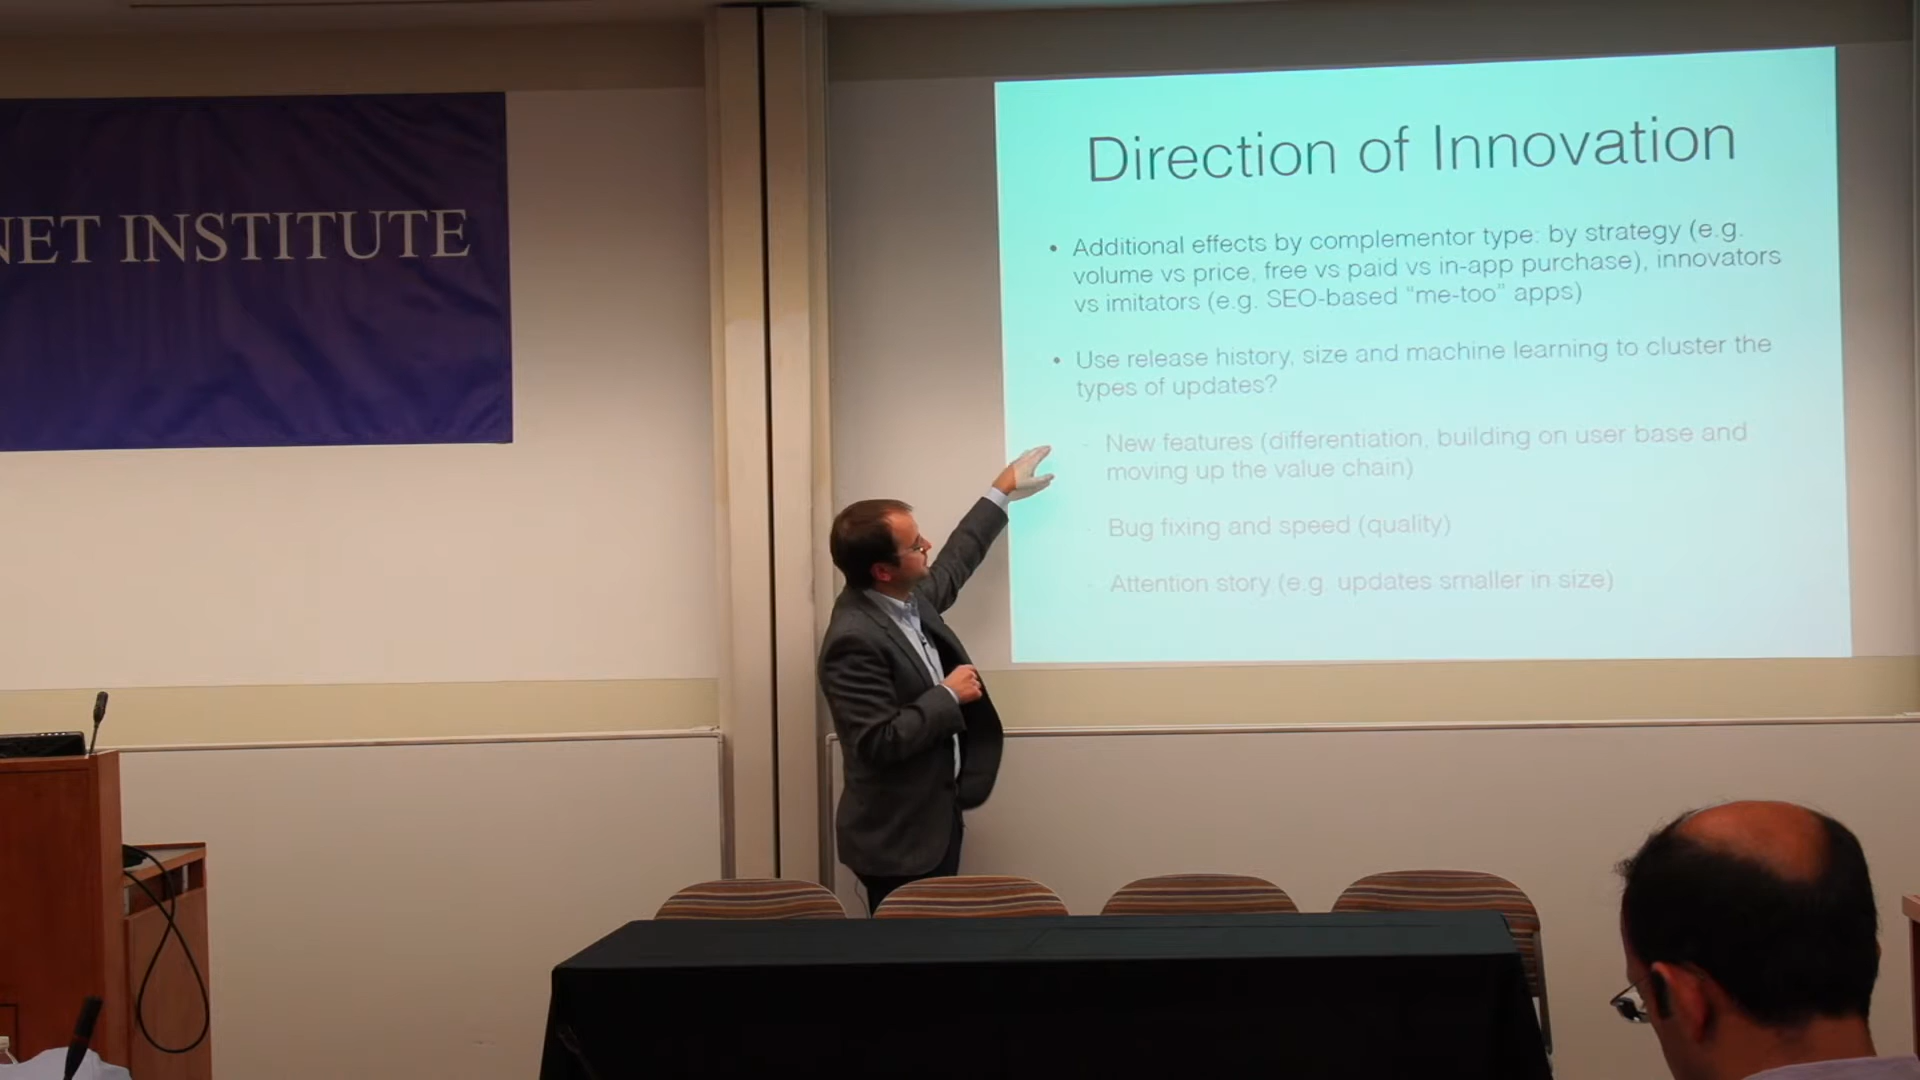 NET INSTITUTE
Direction of Innovation
• Additional effects by complementor type: by strategy (e.g.
volume vs price, free vs paid vs in-app purchase), innovators
vs imitators (e.g. SEO-based “me-too” apps)
• Use release history, size and machine learning to cluster the
types of updates?
- New features (differentiation, building on user base and
moving up the value chain)
- Bug fixing and speed (quality)
- Attention story (e.g. updates smaller in size)